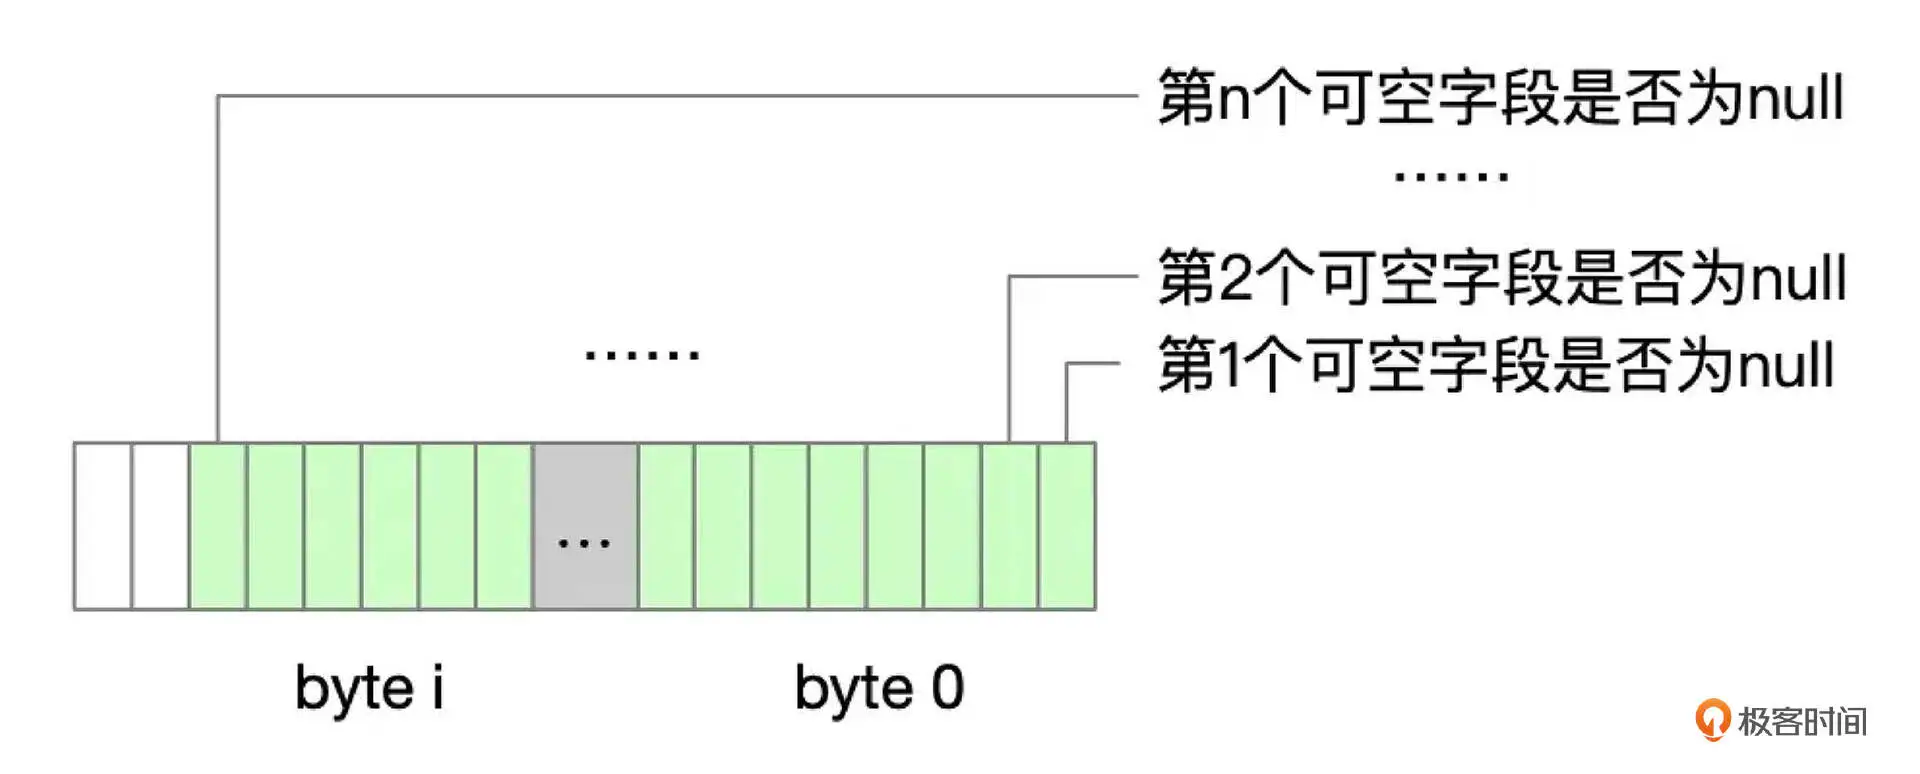 第n个可空字段是否为null
……
第2个可空字段是否为null
……
第1个可空字段是否为null
...
byte i
byte 0
极客时间